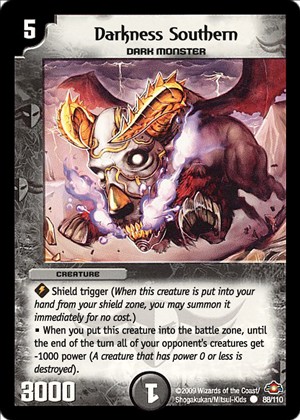 5
Darkness Southern
DARK MONSTER
CREATURE
Shield trigger (When this creature is put into your
hand from your shield zone, you may summon it
immediately for no cost.)
▪ When you put this creature into the battle zone, until
the end of the turn all of your opponent's creatures get
-1000 power (A creature that has power 0 or less is
destroyed).
3000
1
©2009 Wizards of the Coast/
Shogakukan/Mitsui-Kids
88/110